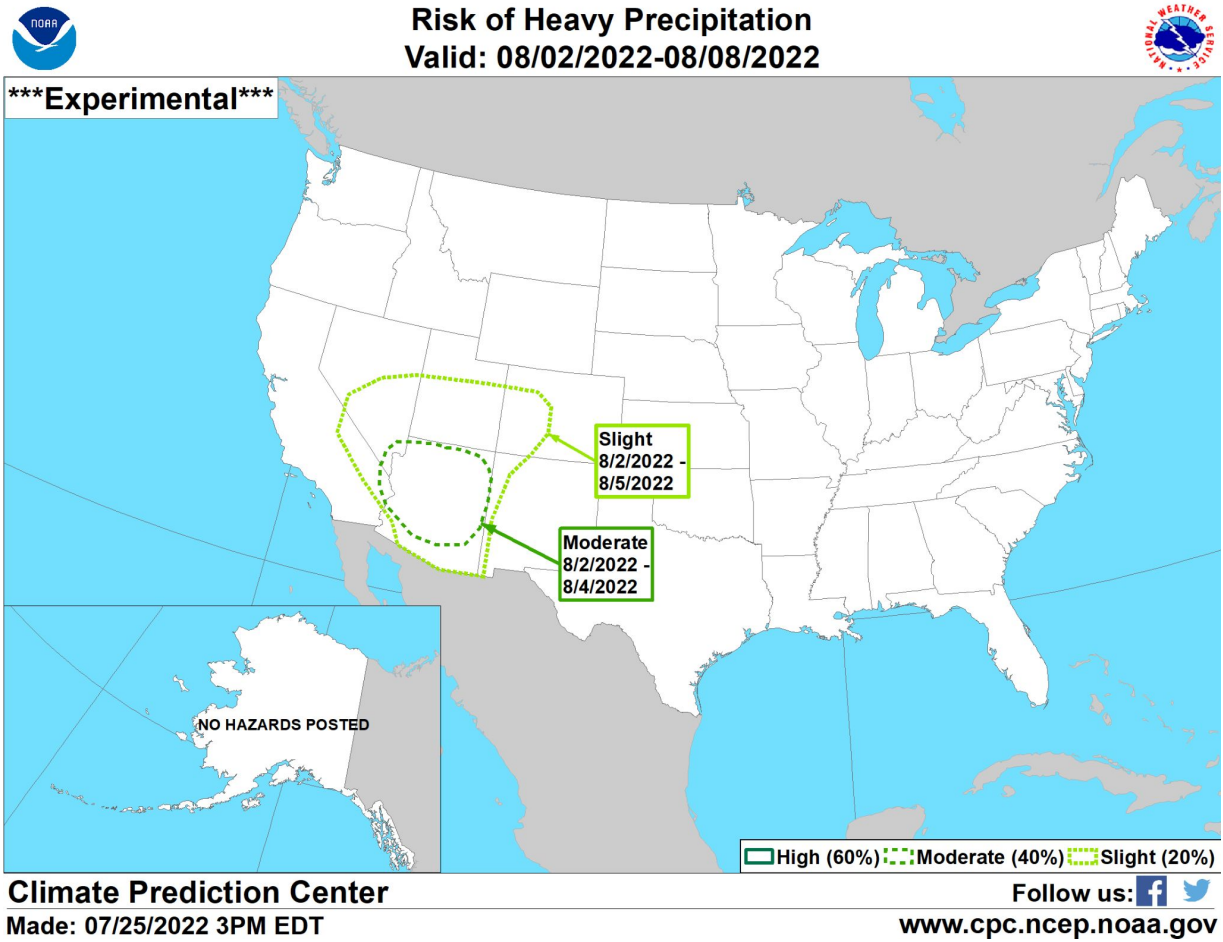 NOAA
Risk of Heavy Precipitation
Valid: 08/02/2022-08/08/2022
NATIONAL WEATHER SERVICE
***Experimental***
Slight
8/2/2022 -
8/5/2022
Moderate
8/2/2022 -
8/4/2022
NO HAZARDS POSTED
High (60%) Moderate (40%) Slight (20%)
Climate Prediction Center
Follow us:
Made: 07/25/2022 3PM EDT
www.cpc.ncep.noaa.gov